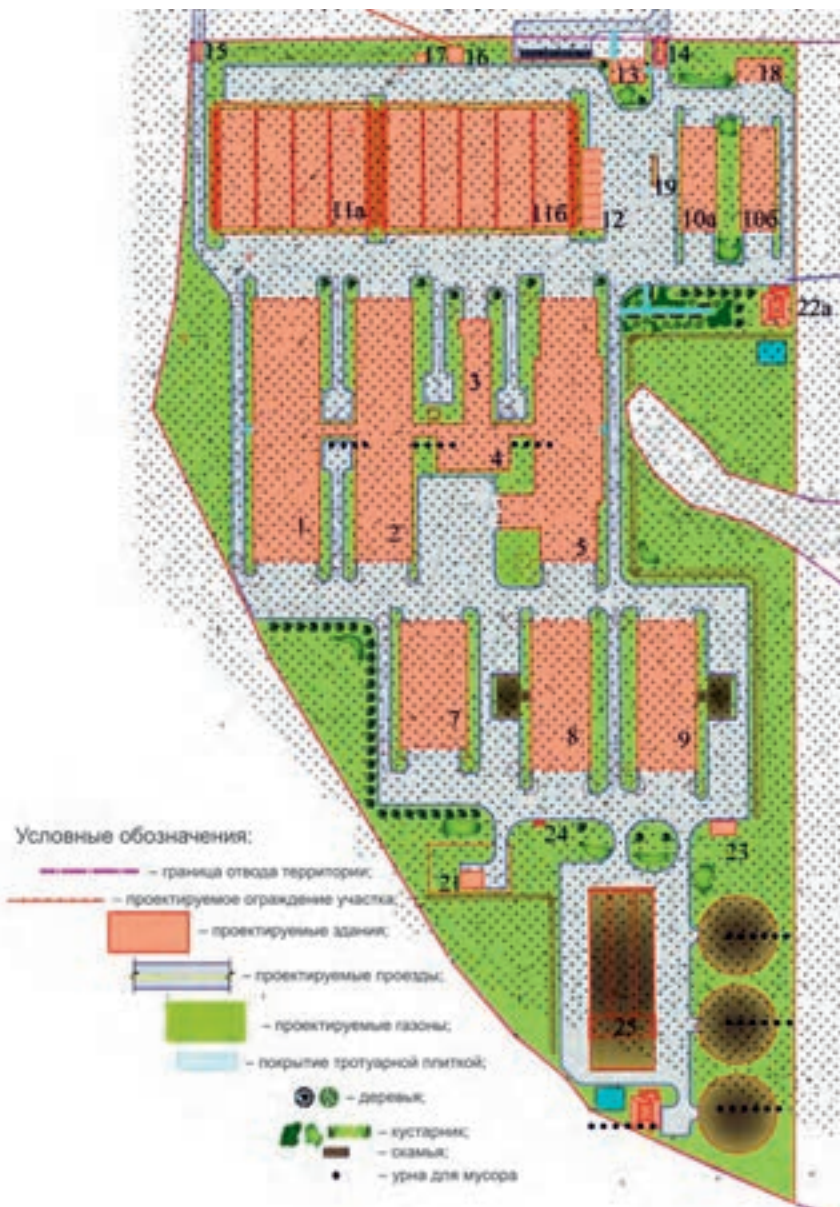 15
17
16
13
14
18
11а
11б
12
19
10а
10б
22а
3
4
1
2
5
7
8
9
Условные обозначения:
– граница отвода территории;
– проектируемое ограждение участка;
– проектируемые здания;
– проектируемые проезды;
– проектируемые газоны;
– покрытие тротуарной плиткой;
– деревья;
– кустарник;
– скамья;
– урна для мусора
24
23
21
25